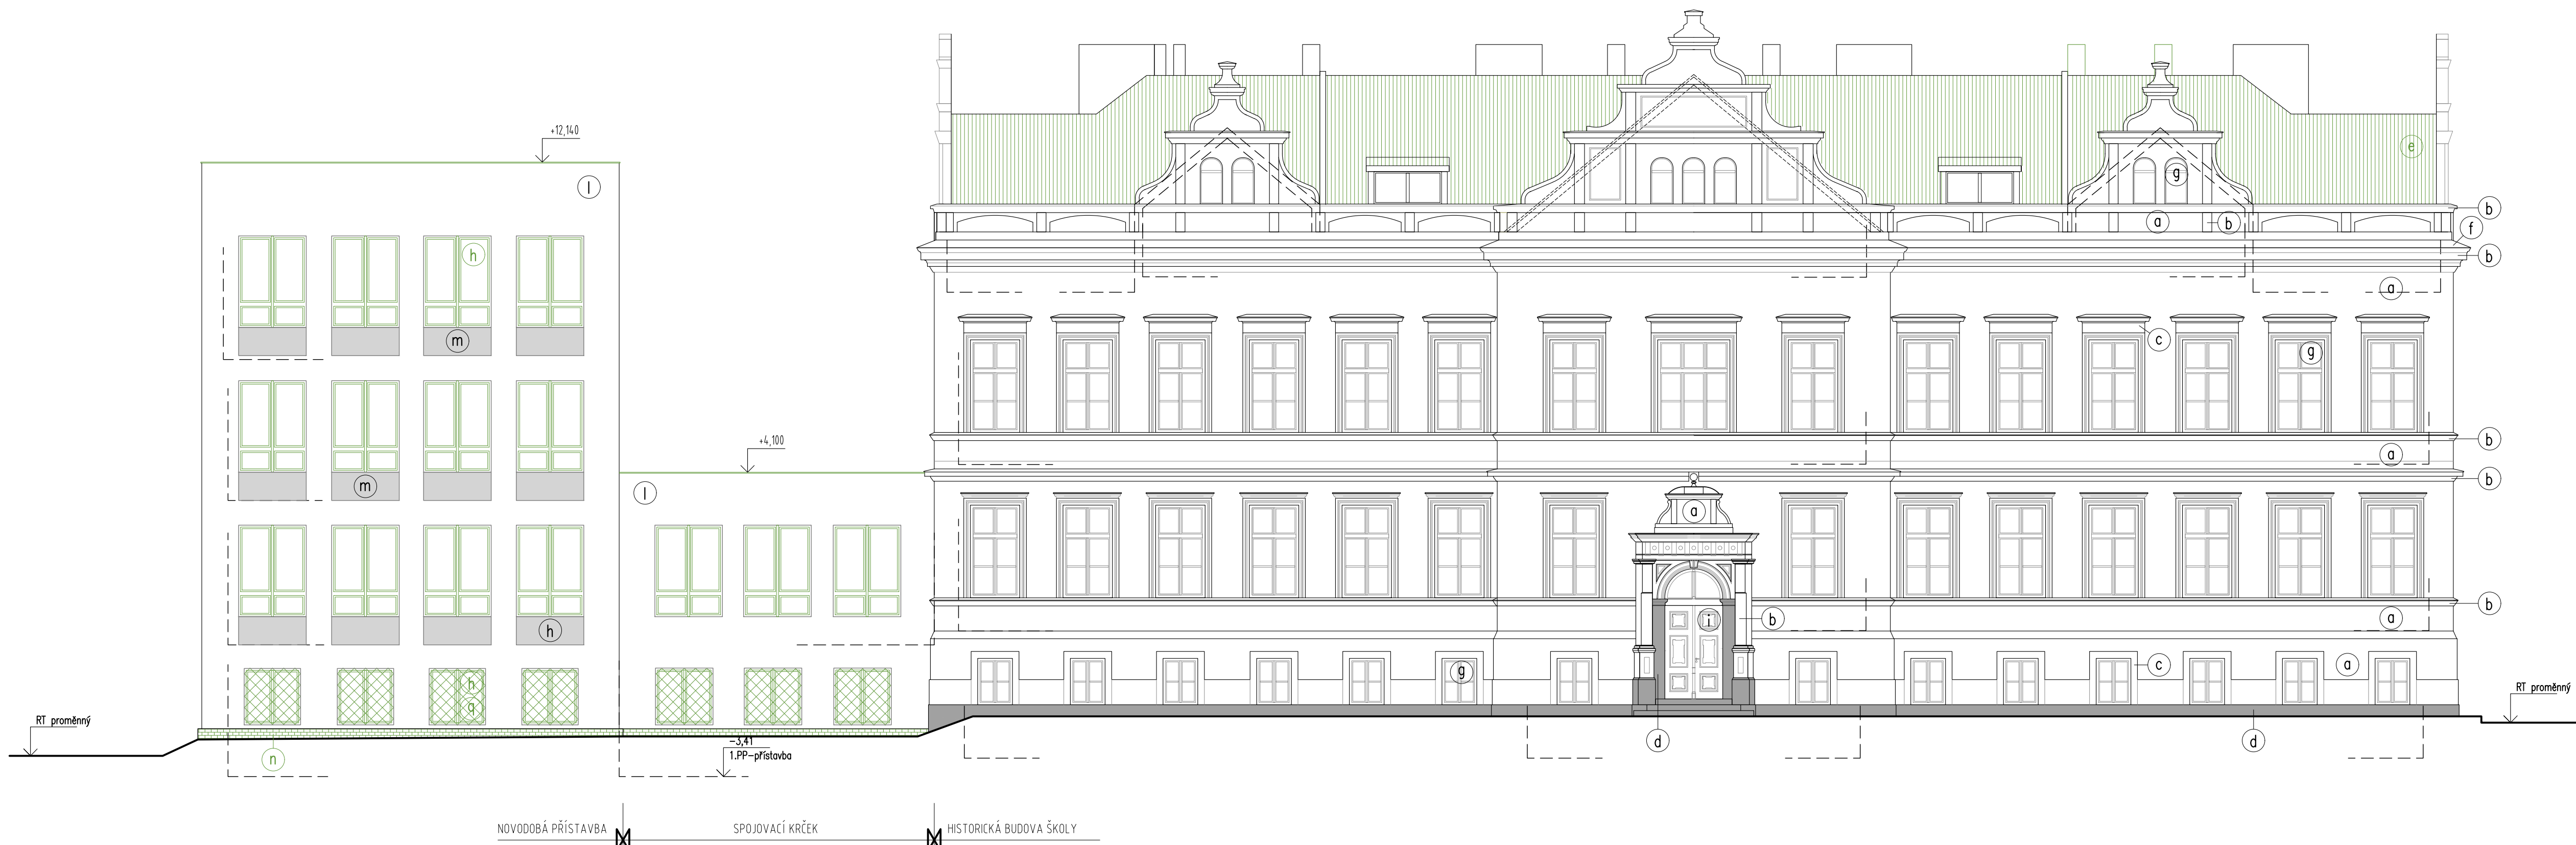 +12,140
l
e
g
b
a
b
f
h
b
a
m
c
g
+4,100
b
a
m
l
b
a
h
i
b
b
a
h
g
c
a
q
RT proměnný
RT proměnný
-3,41
1.PP-přístavba
n
d
d
NOVODOBÁ PŘÍSTAVBA
SPOJOVACÍ KRČEK
HISTORICKÁ BUDOVA ŠKOLY